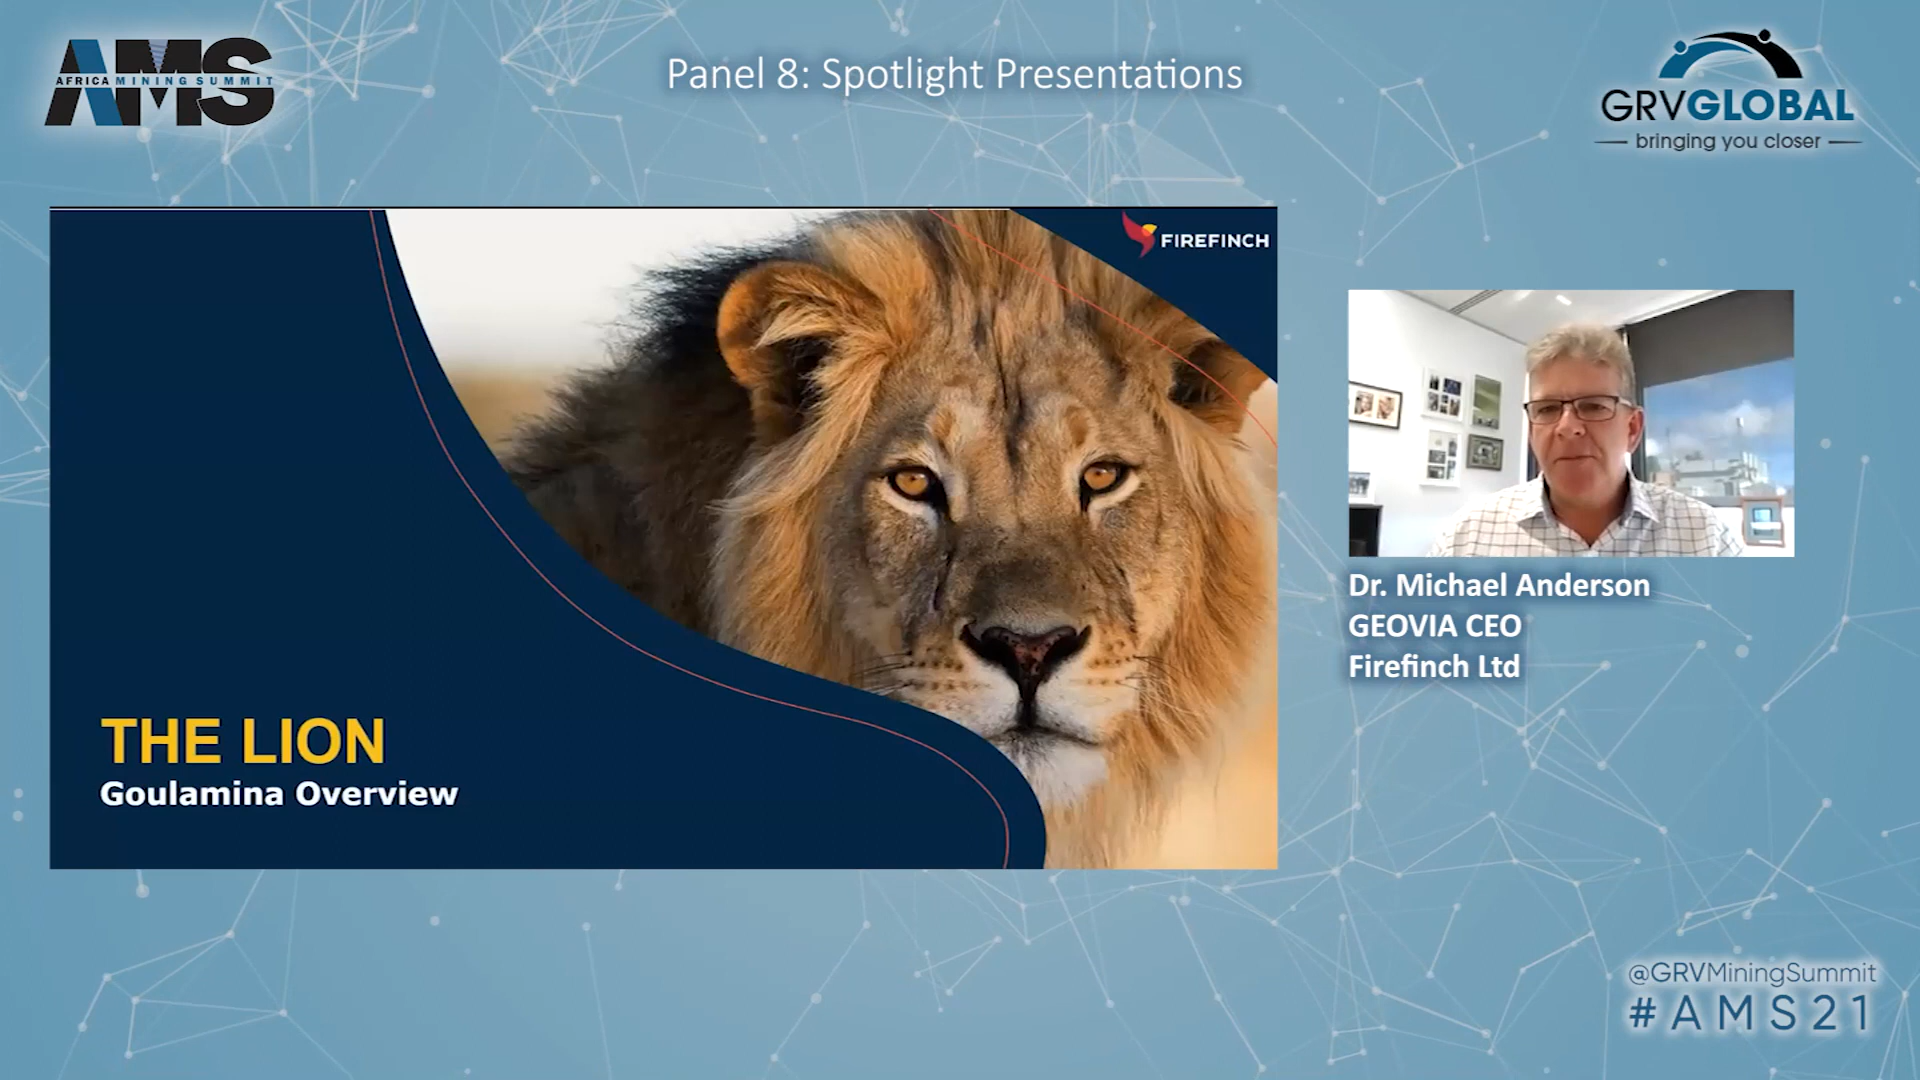 AMS
AFRICA MINING SUMMIT
Panel 8: Spotlight Presentations
GRVGLOBAL
bringing you closer
FIREFINCH
THE LION
Goulamina Overview
Dr. Michael Anderson
GEOVIA CEO
Firefinch Ltd
@GRVMiningSummit
#AMS21